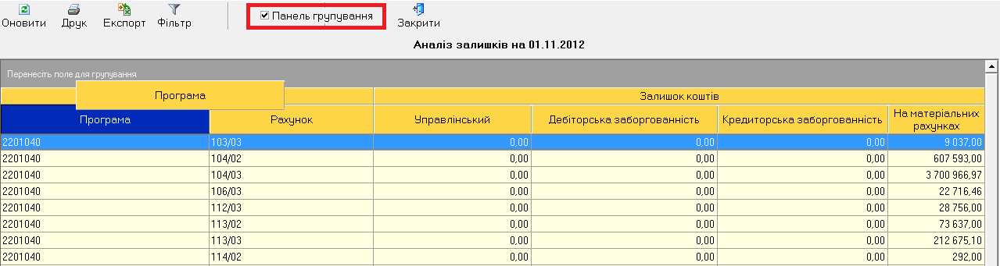 Оновити Друк Експорт Фільтр Панель групування Закрити
Аналіз залишків на 01.11.2012
Перенесіть поле для групування
Програма Залишок коштів
Програма Рахунок Управлінський Дебіторська заборгованність Кредиторська заборгованність На матеріальних рахунках
2201040 103/03 0,00 0,00 0,00 9 037,00
2201040 104/02 0,00 0,00 0,00 607 593,00
2201040 104/03 0,00 0,00 0,00 3 700 966,97
2201040 106/03 0,00 0,00 0,00 22 716,46
2201040 112/03 0,00 0,00 0,00 28 756,00
2201040 113/02 0,00 0,00 0,00 73 637,00
2201040 113/03 0,00 0,00 0,00 212 675,10
2201040 114/02 0,00 0,00 0,00 292,00